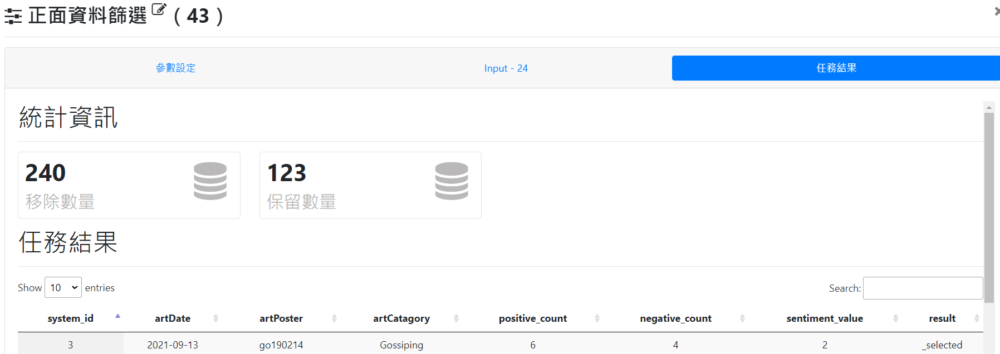 正面資料篩選 ( 43 )
參數設定 Input - 24 任務結果
統計資訊
240 123
移除數量 保留數量
任務結果
Show 10 entries Search:
system_id artDate artPoster artCatagory positive_count negative_count sentiment_value result
3 2021-09-13 go190214 Gossiping 6 4 2 _selected